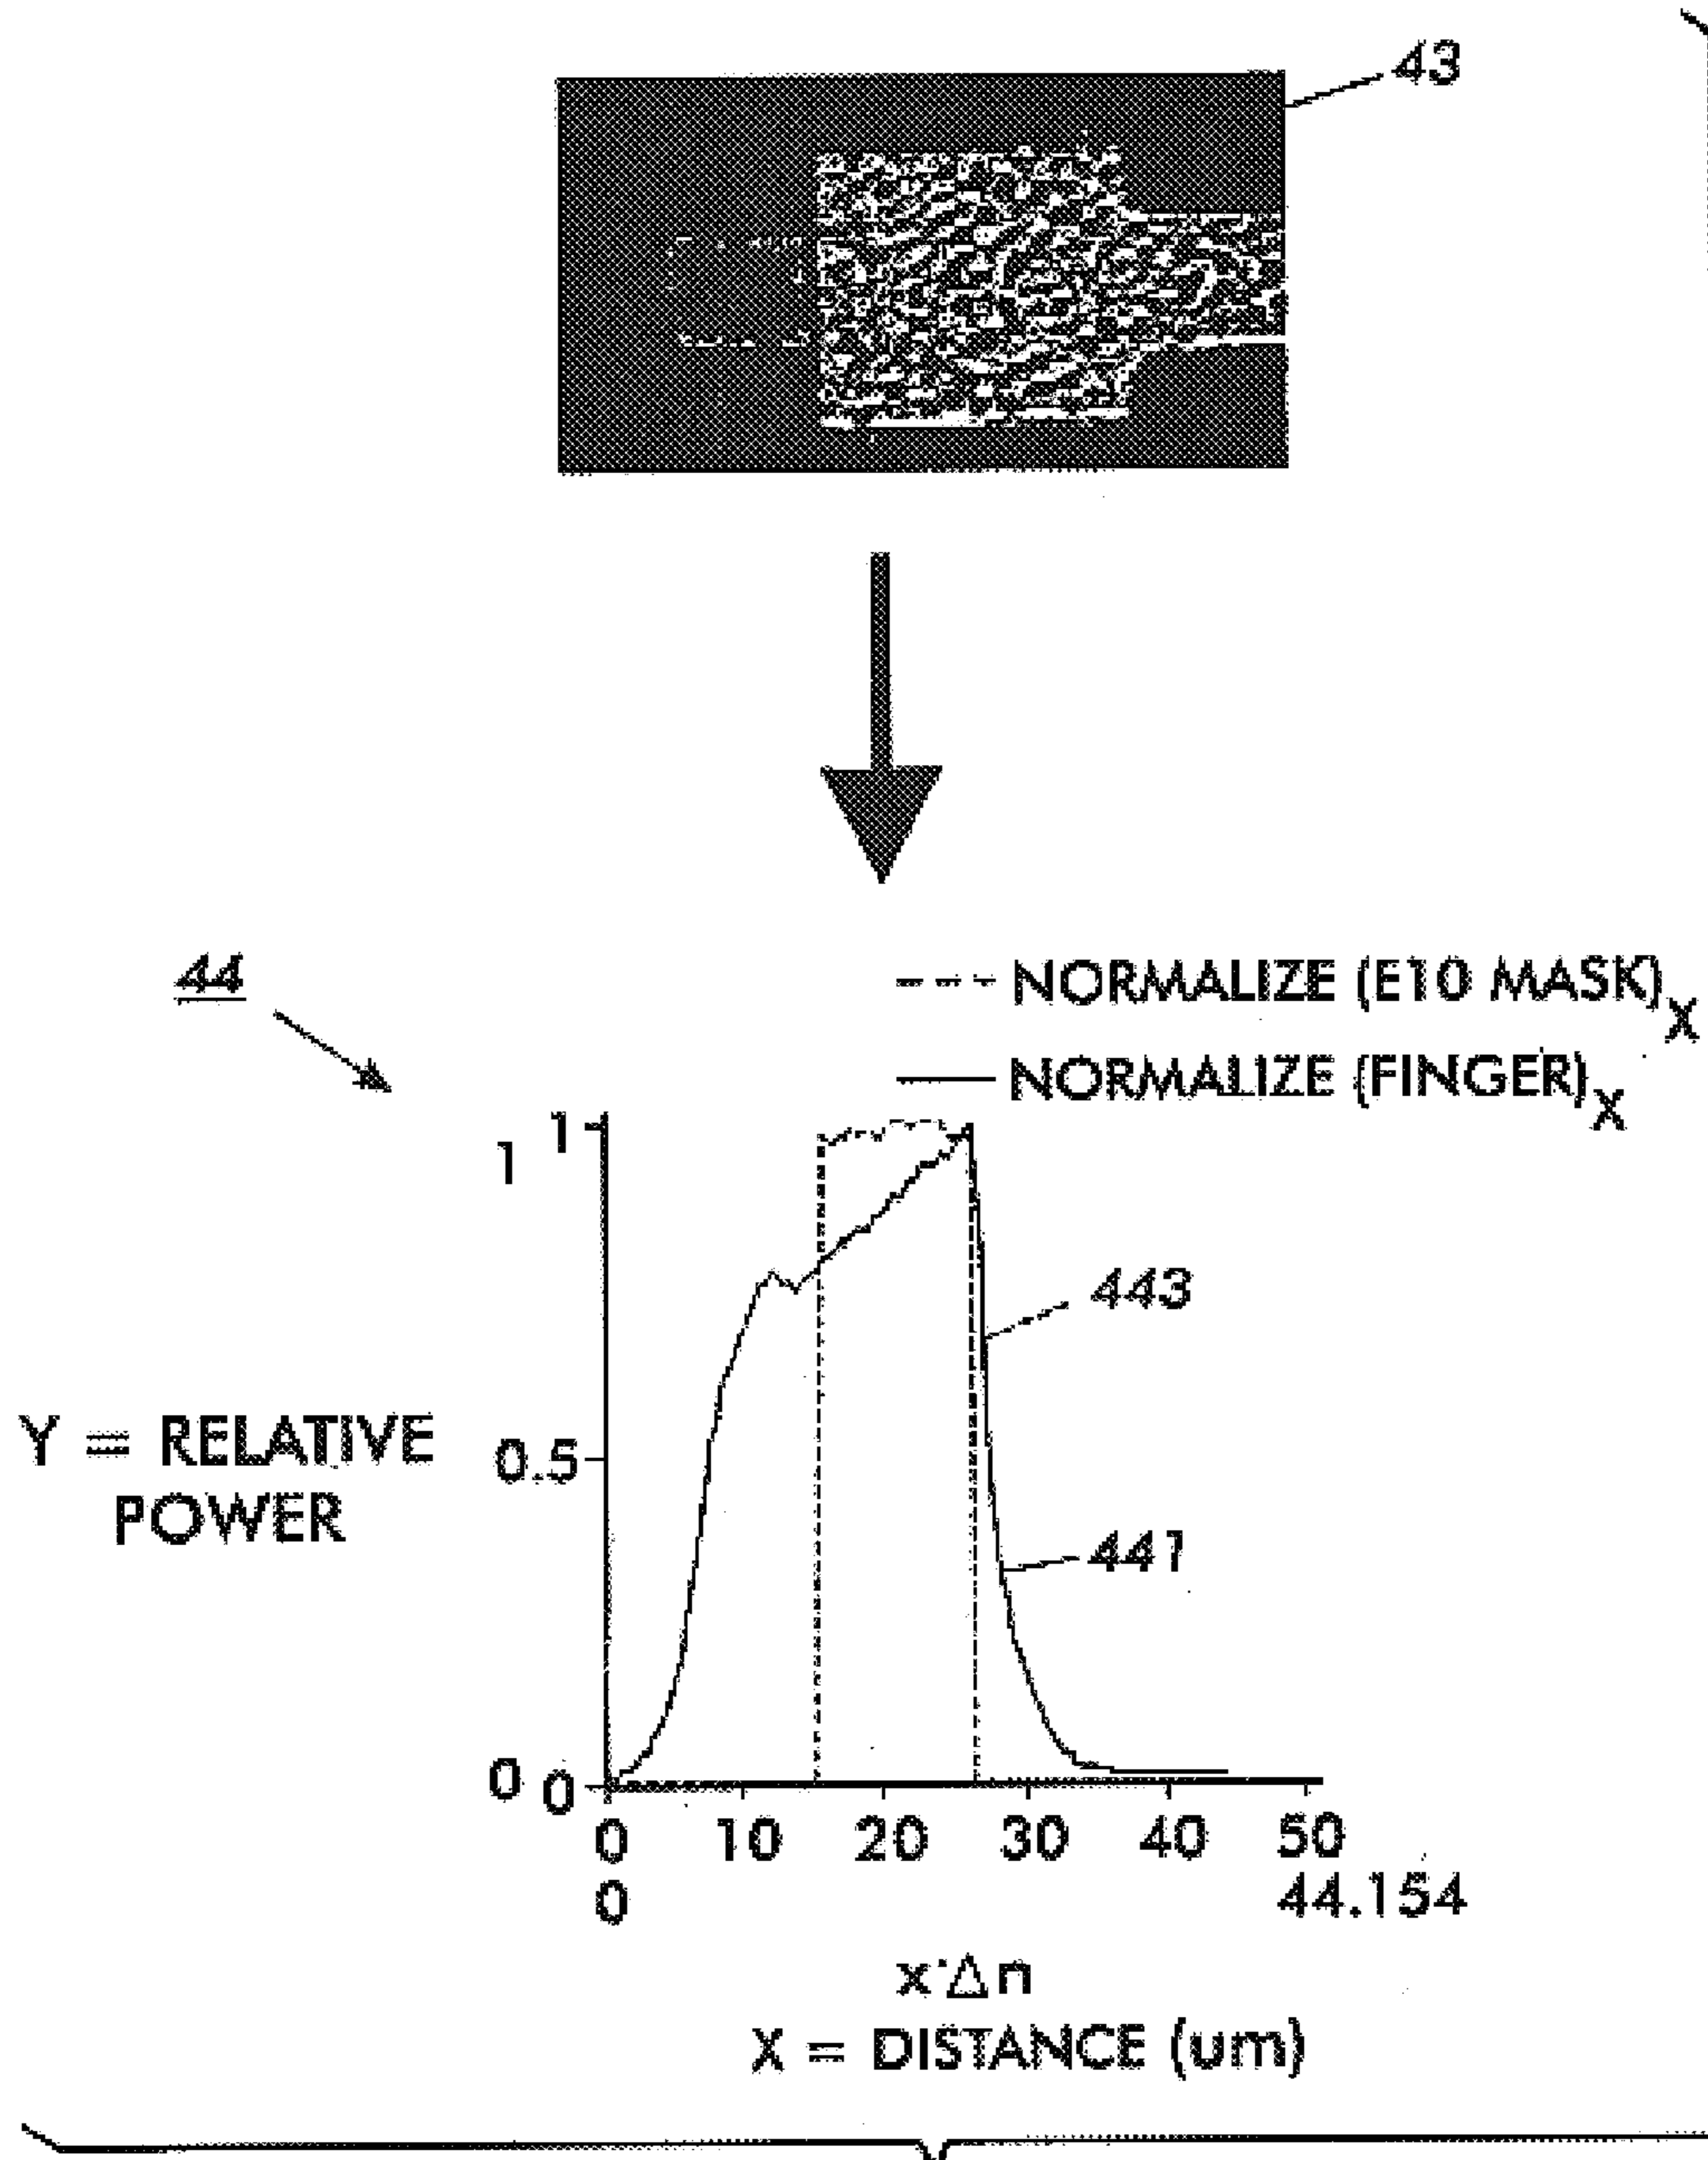 43
44
--- NORMALIZE (E10 MASK)X
— NORMALIZE (FINGER)X
1 1
443
Y = RELATIVE
POWER
0.5
441
0 0
0 10 20 30 40 50
0 44.154
x·Δn
X = DISTANCE (um)